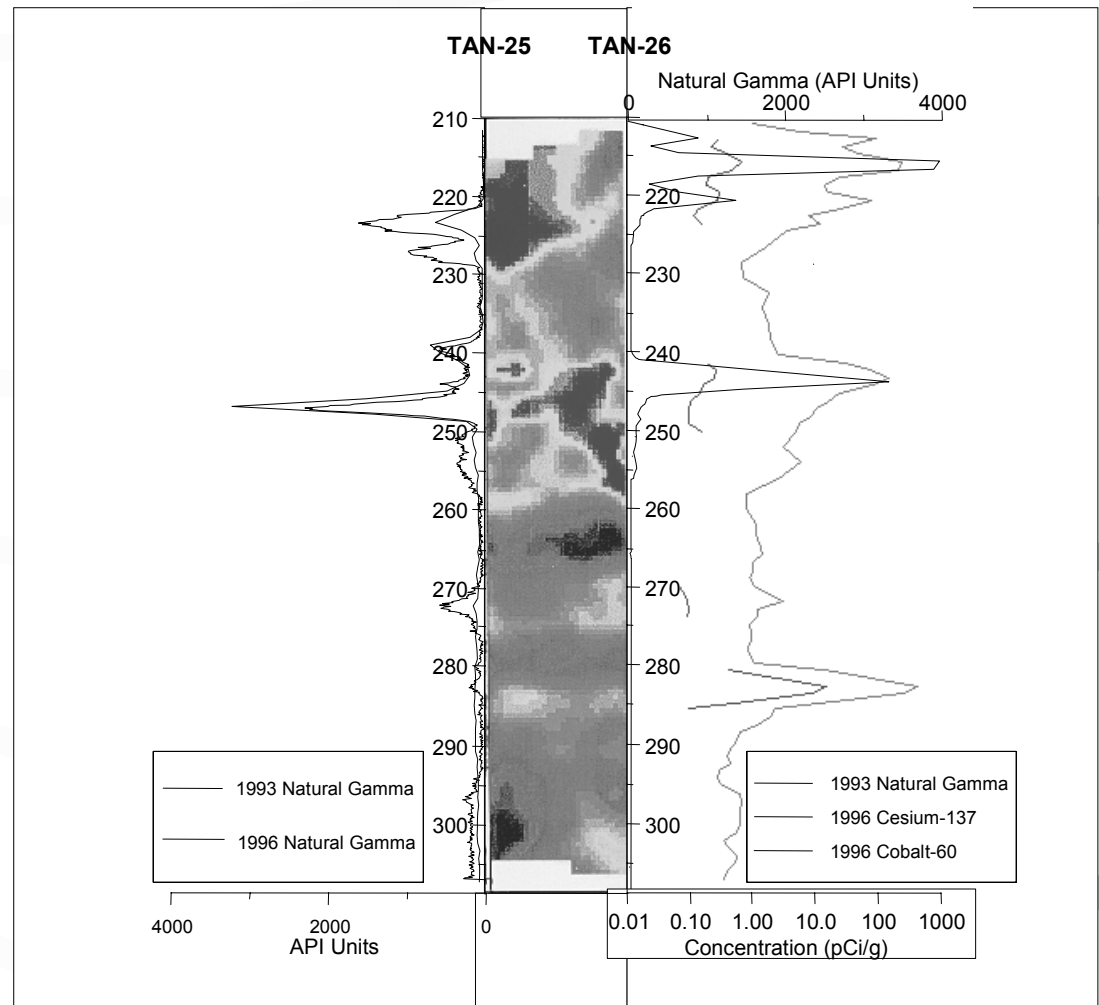 TAN-25 TAN-26
Natural Gamma (API Units)
0 2000 4000
210
220 220
230 230
240 240
250 250
260 260
270 270
280 280
290 290
300 300
1993 Natural Gamma
1996 Natural Gamma
1993 Natural Gamma
1996 Cesium-137
1996 Cobalt-60
4000 2000 0
API Units
0.01 0.10 1.00 10.0 100 1000
Concentration (pCi/g)